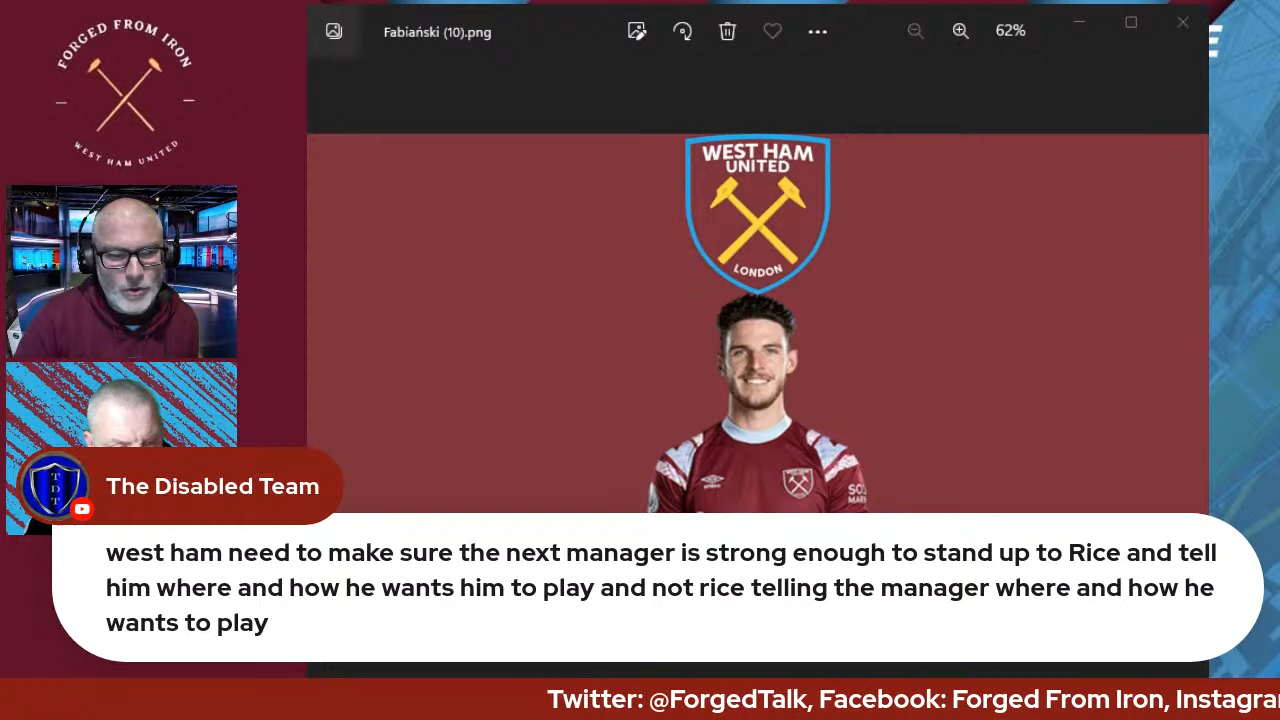 FORGED FROM IRON
WEST HAM UNITED
Fabiański (10).png
62%
E
WEST HAM
UNITED
LONDON
TDT
The Disabled Team
west ham need to make sure the next manager is strong enough to stand up to Rice and tell
him where and how he wants him to play and not rice telling the manager where and how he
wants to play
Twitter: @ForgedTalk, Facebook: Forged From Iron, Instagra